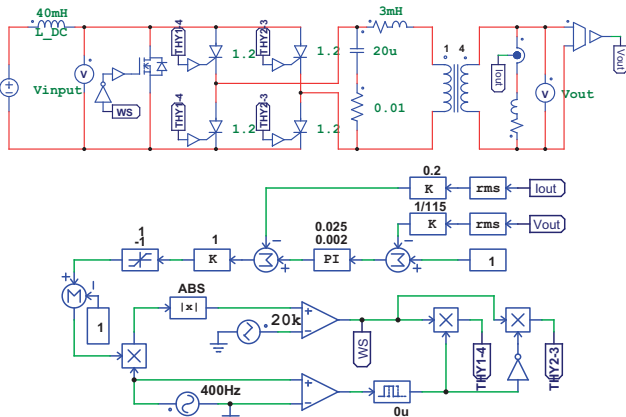 40mH
L_DC
3mH
THY1-4
THY2-3
1.2
1.2
20u
1 4
V
Vinput
WS
Iout
V
Vout
Vout
THY1-4
THY2-3
1.2
1.2
0.01
0.2
K
rms
Iout
1/115
K
rms
Vout
1
-1
1
K
0.025
0.002
PI
Σ
Σ
1
M
1
ABS
|x|
20k
WS
THY1-4
THY2-3
400Hz
0u